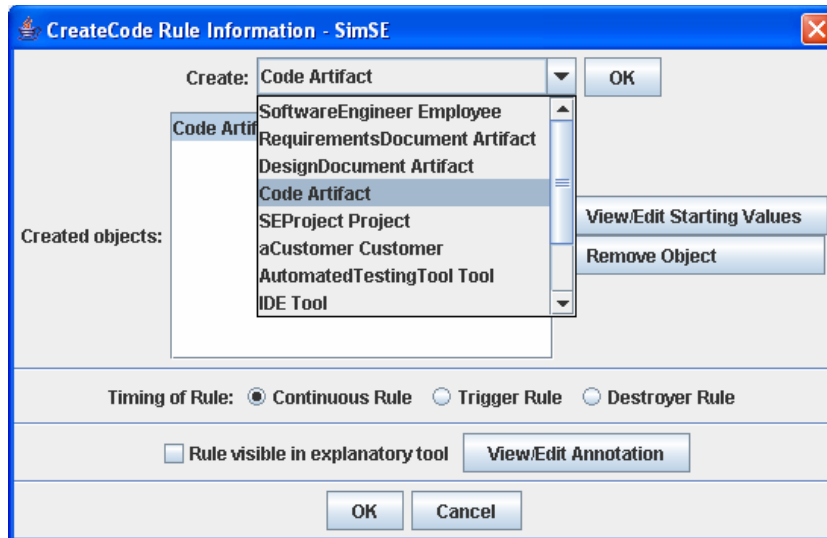 CreateCode Rule Information - SimSE
Create: Code Artifact OK
SoftwareEngineer Employee
Code Artif
RequirementsDocument Artifact
DesignDocument Artifact
Code Artifact
SEProject Project
View/Edit Starting Values
Created objects:
aCustomer Customer
Remove Object
AutomatedTestingTool Tool
IDE Tool
Timing of Rule: Continuous Rule Trigger Rule Destroyer Rule
Rule visible in explanatory tool View/Edit Annotation
OK Cancel